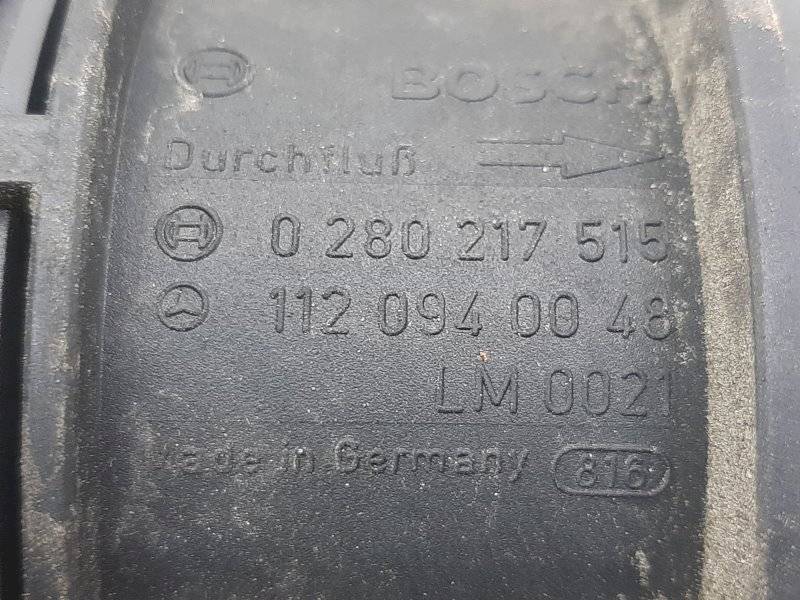 BOSCH
Durchfluß
0 280 217 515
112 094 00 48
LM 0021
Made in Germany 816